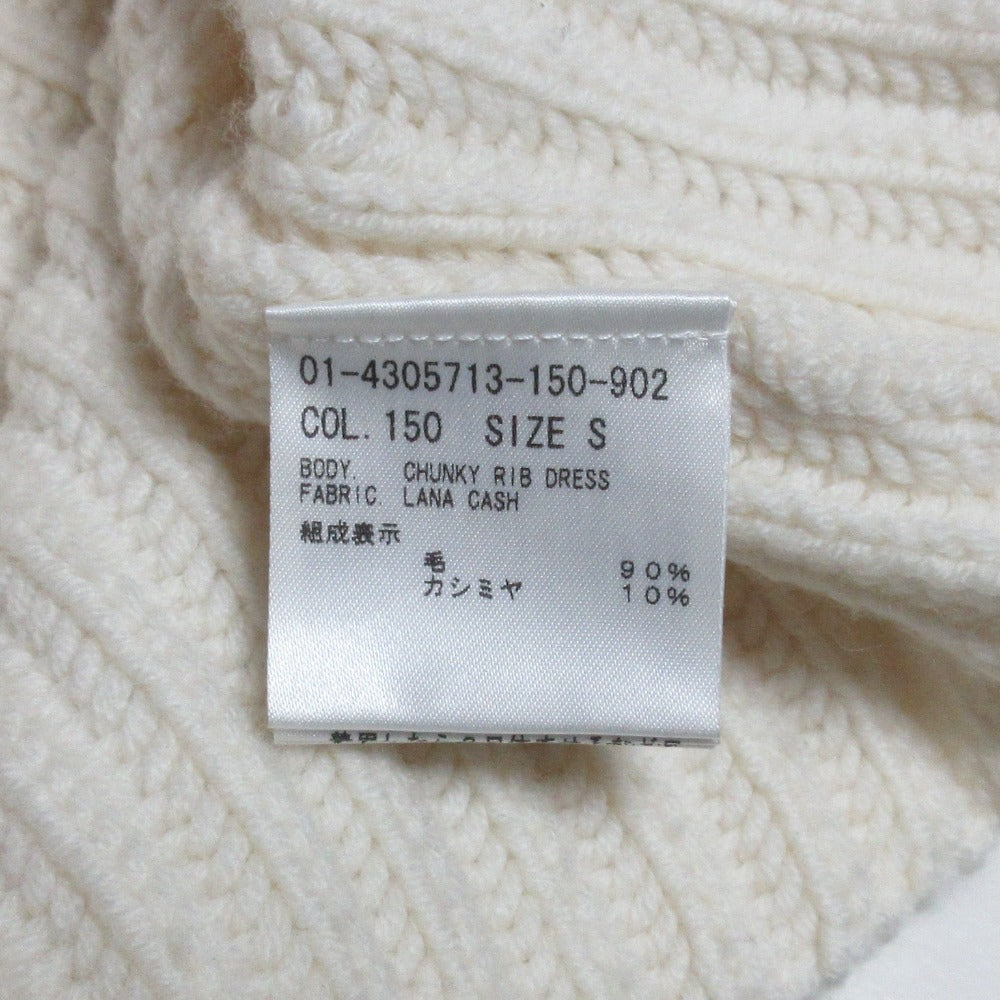 01-4305713-150-902
COL. 150 SIZE S
BODY. CHUNKY RIB DRESS
FABRIC. LANA CASH
組成表示
毛 90%
カシミヤ 10%